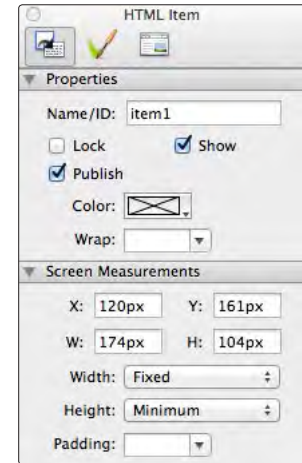 HTML Item
Properties
Name/ID: item1
Lock Show
Publish
Color:
Wrap:
Screen Measurements
X: 120px Y: 161px
W: 174px H: 104px
Width: Fixed
Height: Minimum
Padding: